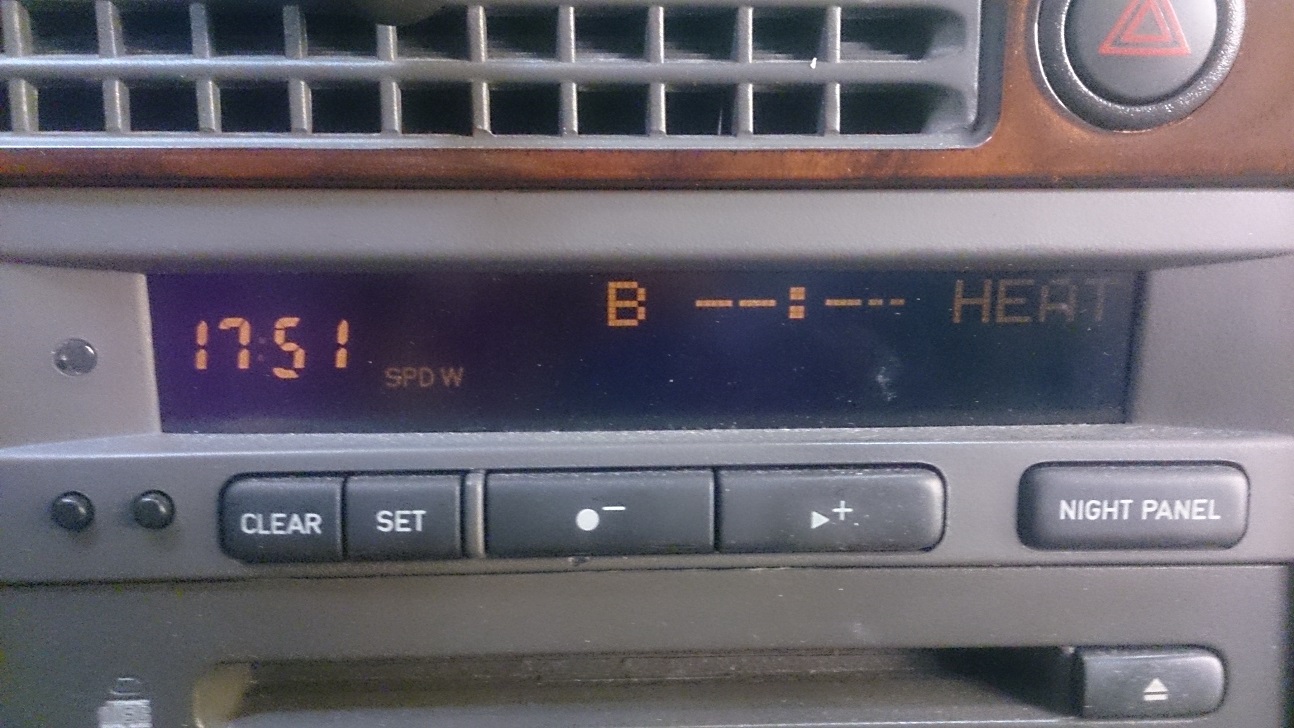 B --:-- HEAT
17:51
SPD W
CLEAR SET - + NIGHT PANEL